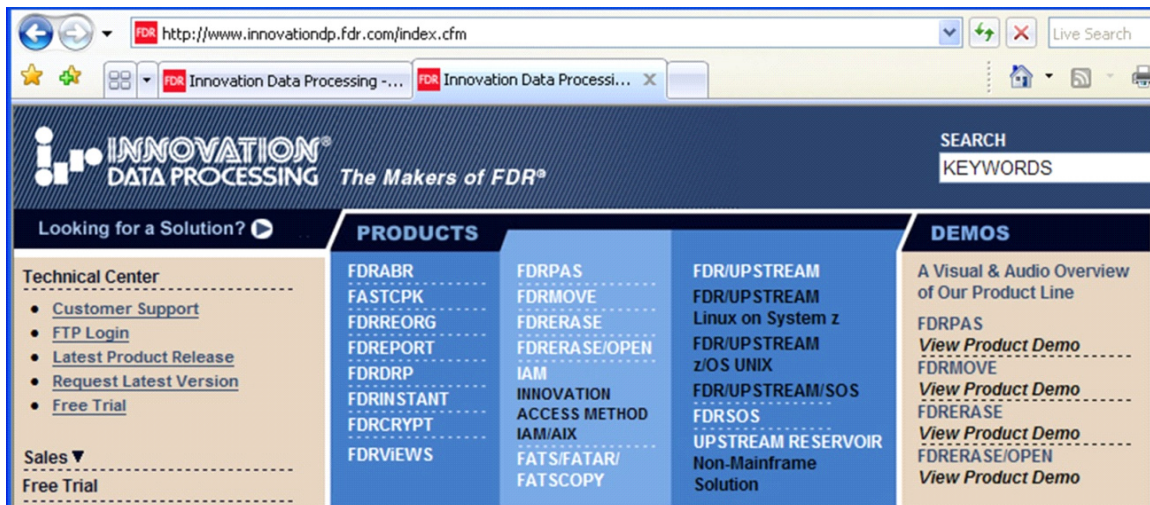 FDR http://www.innovationdp.fdr.com/index.cfm
Live Search
FDR Innovation Data Processing -...
FDR Innovation Data Processi...
INNOVATION®
DATA PROCESSING
The Makers of FDR®
SEARCH
KEYWORDS
Looking for a Solution?
Technical Center
Customer Support
FTP Login
Latest Product Release
Request Latest Version
Free Trial
Sales ▼
Free Trial
PRODUCTS
FDRABR
FASTCPK
FDRREORG
FDREPORT
FDRDRP
FDRINSTANT
FDRCRYPT
FDRViEWS
FDRPAS
FDRMOVE
FDRERASE
FDRERASE/OPEN
IAM
INNOVATION
ACCESS METHOD
IAM/AIX
FATS/FATAR/
FATSCOPY
FDR/UPSTREAM
FDR/UPSTREAM
Linux on System z
FDR/UPSTREAM
z/OS UNIX
FDR/UPSTREAM/SOS
FDRSOS
UPSTREAM RESERVOIR
Non-Mainframe
Solution
DEMOS
A Visual & Audio Overview
of Our Product Line
FDRPAS
View Product Demo
FDRMOVE
View Product Demo
FDRERASE
View Product Demo
FDRERASE/OPEN
View Product Demo